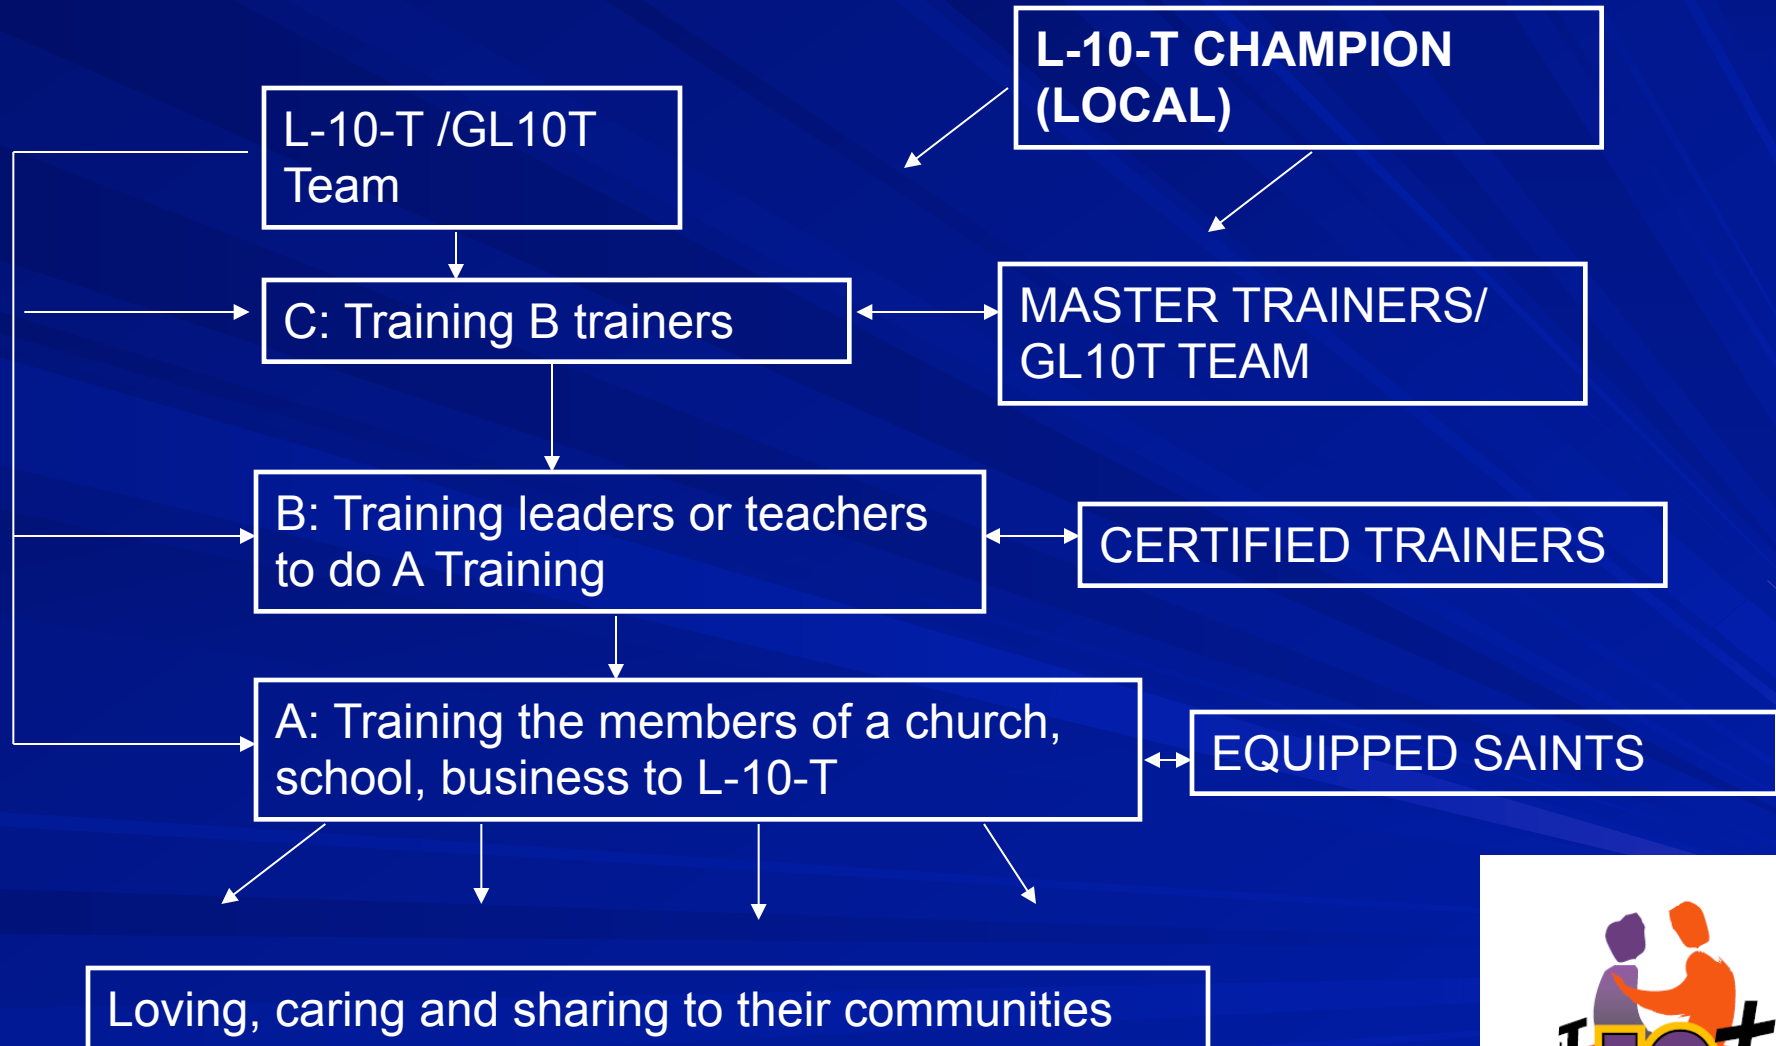 L-10-T CHAMPION
(LOCAL)
L-10-T /GL10T
Team
C: Training B trainers
MASTER TRAINERS/
GL10T TEAM
B: Training leaders or teachers
to do A Training
CERTIFIED TRAINERS
A: Training the members of a church,
school, business to L-10-T
EQUIPPED SAINTS
Loving, caring and sharing to their communities